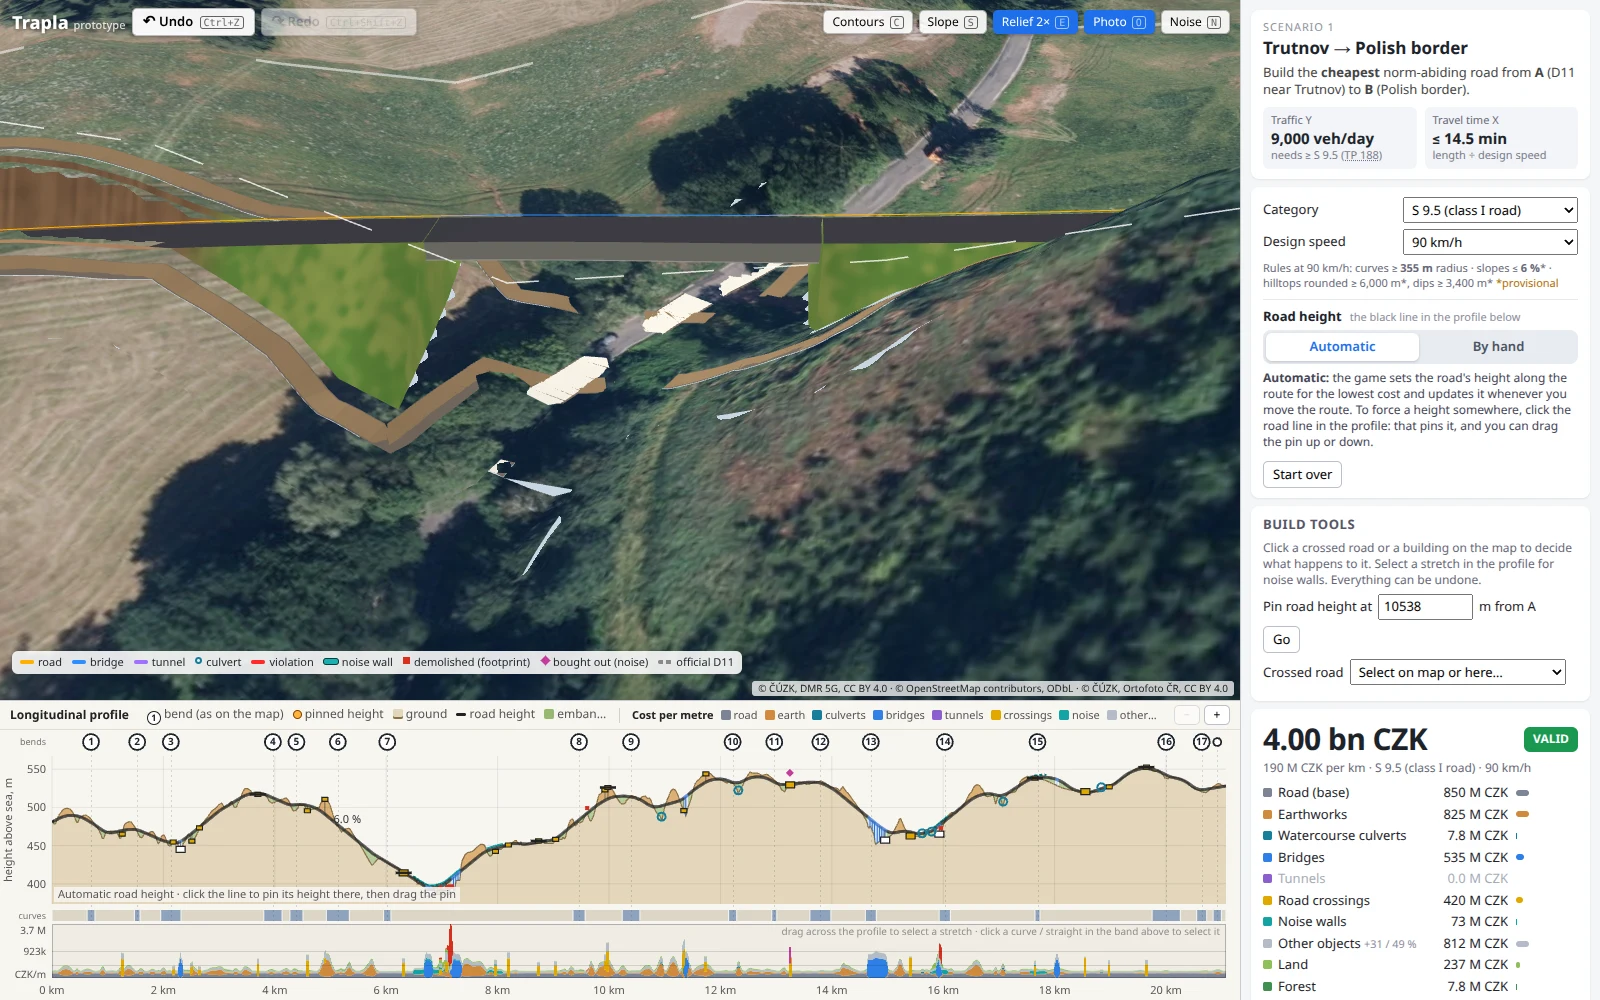 Trapla prototype
Undo Ctrl+Z
Redo Ctrl+Shift+Z
Contours C
Slope S
Relief 2× E
Photo O
Noise N
road
bridge
tunnel
culvert
violation
noise wall
demolished (footprint)
bought out (noise)
official D11
© ČÚZK, DMR 5G, CC BY 4.0 · © OpenStreetMap contributors, ODbL · © ČÚZK, Ortofoto ČR, CC BY 4.0
Longitudinal profile
1 bend (as on the map)
pinned height
ground
road height
emban...
Cost per metre
road
earth
culverts
bridges
tunnels
crossings
noise
other...
−
+
bends
1 2 3 4 5 6 7 8 9 10 11 12 13 14 15 16 17
height above sea, m
550
500
450
400
6.0 %
Automatic road height · click the line to pin its height there, then drag the pin
curves
drag across the profile to select a stretch · click a curve / straight in the band above to select it
3.7 M
923k
CZK/m
0 km 2 km 4 km 6 km 8 km 10 km 12 km 14 km 16 km 18 km 20 km
SCENARIO 1
Trutnov → Polish border
Build the cheapest norm-abiding road from A (D11
near Trutnov) to B (Polish border).
Traffic Y
9,000 veh/day
needs ≥ S 9.5 (TP 188)
Travel time X
≤ 14.5 min
length ÷ design speed
Category
S 9.5 (class I road)
Design speed
90 km/h
Rules at 90 km/h: curves ≥ 355 m radius · slopes ≤ 6 %* ·
hilltops rounded ≥ 6,000 m*, dips ≥ 3,400 m* *provisional
Road height the black line in the profile below
Automatic
By hand
Automatic: the game sets the road's height along the
route for the lowest cost and updates it whenever you
move the route. To force a height somewhere, click the
road line in the profile: that pins it, and you can drag
the pin up or down.
Start over
BUILD TOOLS
Click a crossed road or a building on the map to decide
what happens to it. Select a stretch in the profile for
noise walls. Everything can be undone.
Pin road height at 10538 m from A
Go
Crossed road Select on map or here...
4.00 bn CZK
VALID
190 M CZK per km · S 9.5 (class I road) · 90 km/h
Road (base) 850 M CZK
Earthworks 825 M CZK
Watercourse culverts 7.8 M CZK
Bridges 535 M CZK
Tunnels 0.0 M CZK
Road crossings 420 M CZK
Noise walls 73 M CZK
Other objects +31 / 49 % 812 M CZK
Land 237 M CZK
Forest 7.8 M CZK